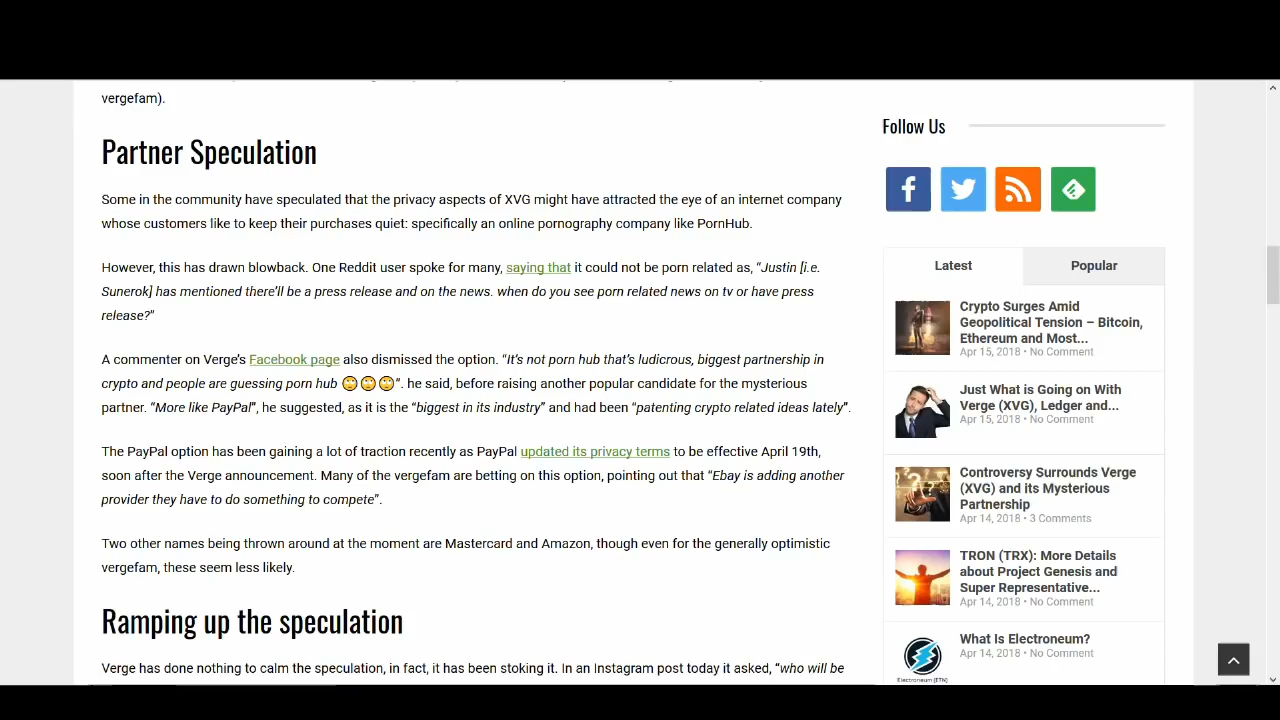 vergefam).
Partner Speculation
Some in the community have speculated that the privacy aspects of XVG might have attracted the eye of an internet company
whose customers like to keep their purchases quiet: specifically an online pornography company like PornHub.
However, this has drawn blowback. One Reddit user spoke for many, saying that it could not be porn related as, “Justin [i.e.
Sunerok] has mentioned there’ll be a press release and on the news. when do you see porn related news on tv or have press
release?”
A commenter on Verge’s Facebook page also dismissed the option. “It’s not porn hub that’s ludicrous, biggest partnership in
crypto and people are guessing porn hub 🙄🙄🙄”. he said, before raising another popular candidate for the mysterious
partner. “More like PayPal”, he suggested, as it is the “biggest in its industry” and had been “patenting crypto related ideas lately”.
The PayPal option has been gaining a lot of traction recently as PayPal updated its privacy terms to be effective April 19th,
soon after the Verge announcement. Many of the vergefam are betting on this option, pointing out that “Ebay is adding another
provider they have to do something to compete”.
Two other names being thrown around at the moment are Mastercard and Amazon, though even for the generally optimistic
vergefam, these seem less likely.
Ramping up the speculation
Verge has done nothing to calm the speculation, in fact, it has been stoking it. In an Instagram post today it asked, “who will be
Follow Us
Latest
Popular
Crypto Surges Amid
Geopolitical Tension – Bitcoin,
Ethereum and Most...
Apr 15, 2018 • No Comment
Just What is Going on With
Verge (XVG), Ledger and...
Apr 15, 2018 • No Comment
Controversy Surrounds Verge
(XVG) and its Mysterious
Partnership
Apr 14, 2018 • 3 Comments
TRON (TRX): More Details
about Project Genesis and
Super Representative...
Apr 14, 2018 • No Comment
What Is Electroneum?
Apr 14, 2018 • No Comment
Electroneum (ETN)